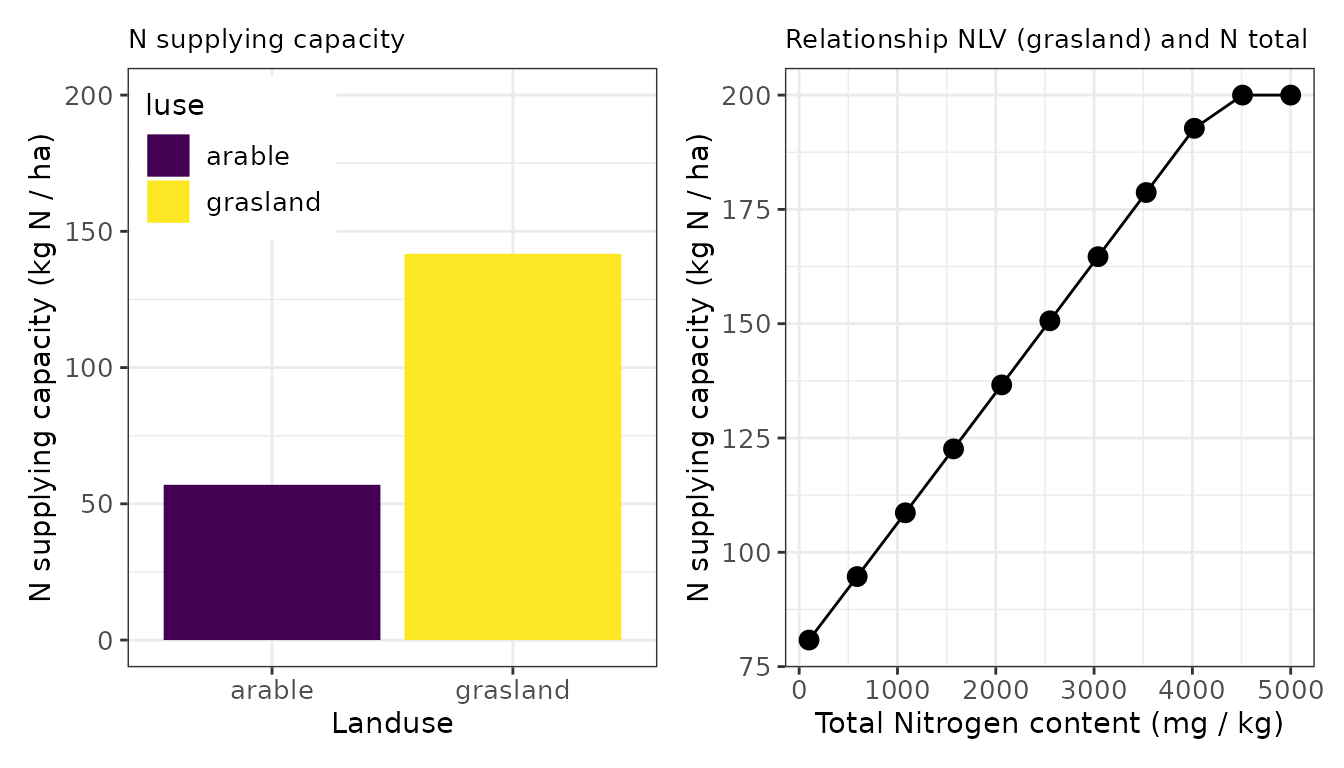 N supplying capacity
N supplying capacity (kg N / ha)
200
150
100
50
0
luse
arable
grasland
arable
grasland
Landuse
Relationship NLV (grasland) and N total
N supplying capacity (kg N / ha)
200
175
150
125
100
75
0
1000
2000
3000
4000
5000
Total Nitrogen content (mg / kg)